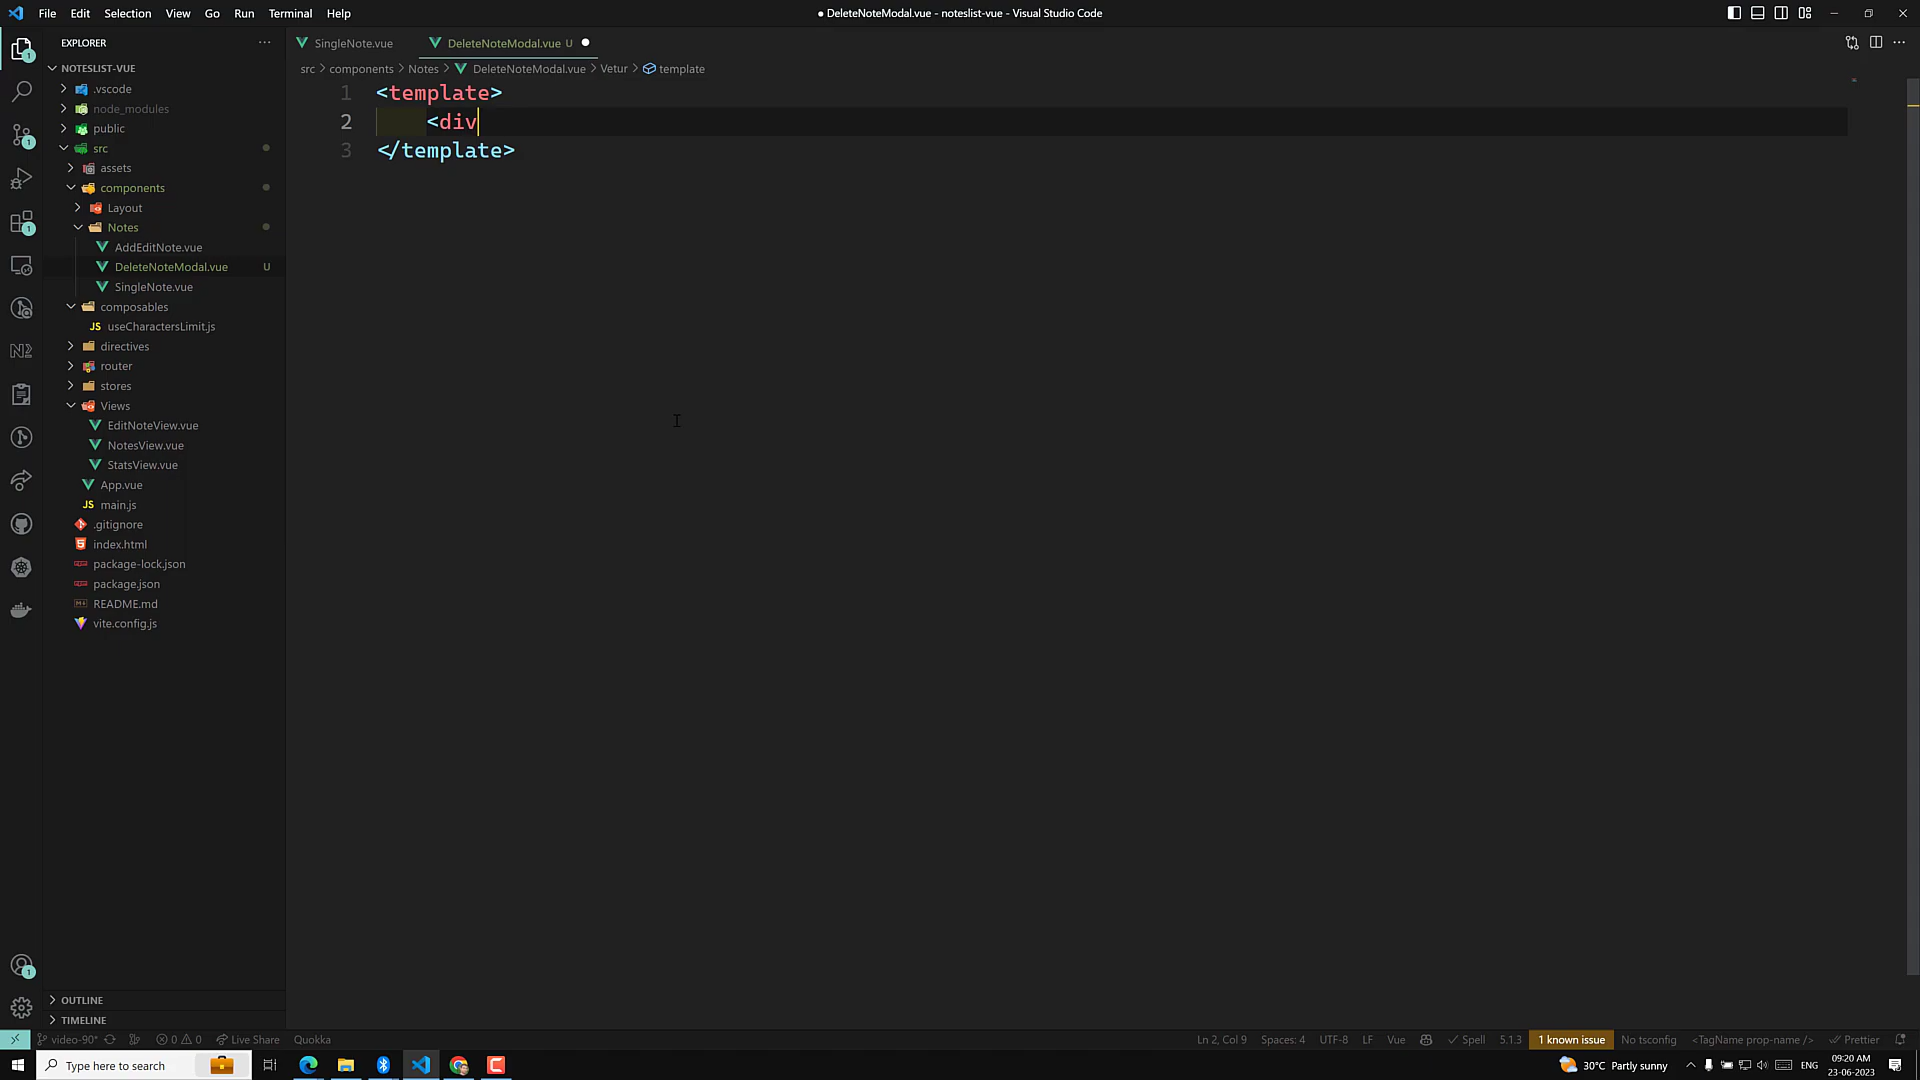 File Edit Selection View Go Run Terminal Help
● DeleteNoteModal.vue - noteslist-vue - Visual Studio Code
EXPLORER
SingleNote.vue
DeleteNoteModal.vue U
NOTESLIST-VUE
src > components > Notes > DeleteNoteModal.vue > Vetur > template
.vscode
node_modules
public
src
assets
components
Layout
Notes
AddEditNote.vue
DeleteNoteModal.vue U
SingleNote.vue
composables
JS useCharactersLimit.js
directives
router
stores
Views
EditNoteView.vue
NotesView.vue
StatsView.vue
App.vue
JS main.js
.gitignore
index.html
package-lock.json
package.json
README.md
vite.config.js
1 <template>
2 <div
3 </template>
OUTLINE
TIMELINE
video-90* 0 0 Live Share Quokka
Ln 2, Col 9 Spaces: 4 UTF-8 LF Vue Spell 5.1.3 1 known issue No tsconfig <TagName prop-name /> Prettier
Type here to search
30°C Partly sunny
ENG
09:20 AM
23-06-2023